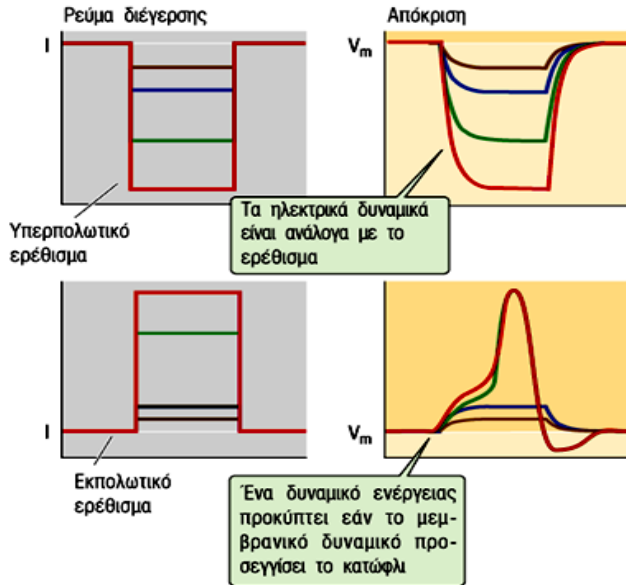 Ρεύμα διέγερσης
Απόκριση
I
Vm
Υπερπολωτικό
ερέθισμα
Τα ηλεκτρικά δυναμικά
είναι ανάλογα με το
ερέθισμα
I
Vm
Εκπολωτικό
ερέθισμα
Ένα δυναμικό ενέργειας
προκύπτει εάν το μεμ-
βρανικό δυναμικό προ-
σεγγίσει το κατώφλι